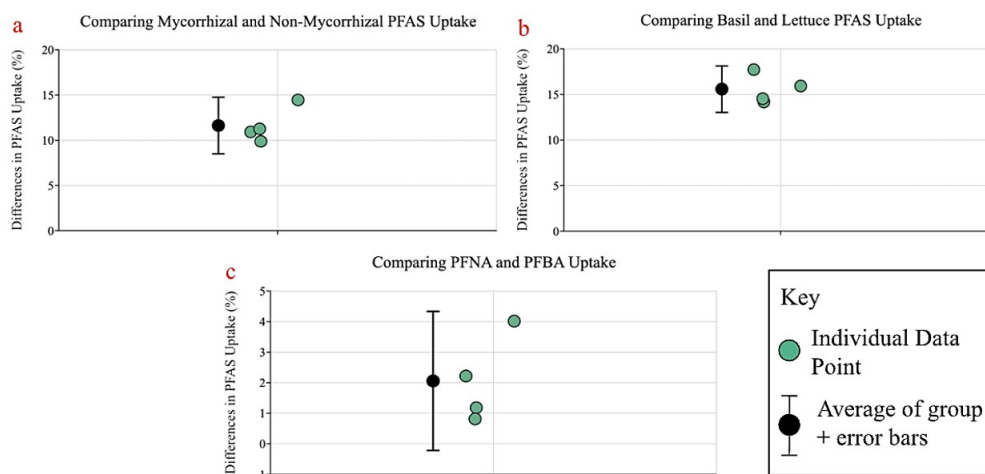 a
Comparing Mycorrhizal and Non-Mycorrhizal PFAS Uptake
Differences in PFAS Uptake (%)
20
15
10
5
0
b
Comparing Basil and Lettuce PFAS Uptake
Differences in PFAS Uptake (%)
20
15
10
5
0
c
Comparing PFNA and PFBA Uptake
Differences in PFAS Uptake (%)
5
4
3
2
1
0
Key
Individual Data
Point
Average of group
+ error bars